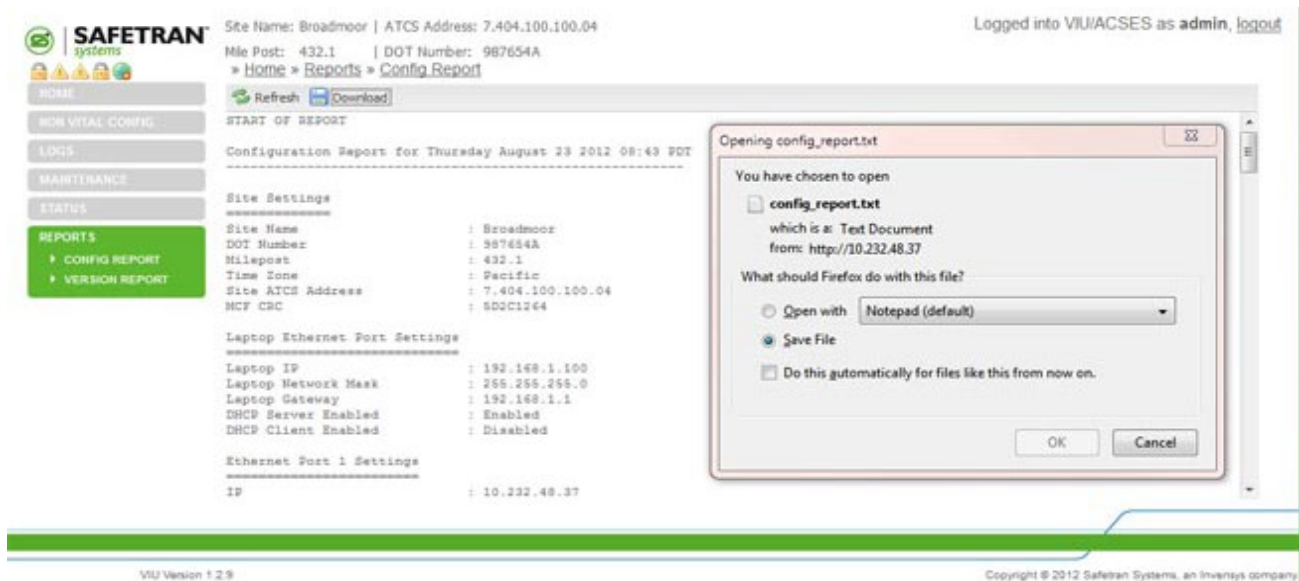 SAFETRAN
systems
Site Name: Broadmoor | ATCS Address: 7.404.100.100.04
Mile Post: 432.1 | DOT Number: 987654A
» Home » Reports » Config Report
Logged into VIU/ACSES as admin, logout
HOME
NON VITAL CONFIG
LOGS
MAINTENANCE
STATUS
REPORTS
CONFIG REPORT
VERSION REPORT
Refresh Download
START OF REPORT
Configuration Report for Thursday August 23 2012 08:43 PDT
Site Settings
Site Name : Broadmoor
DOT Number : 987654A
Milepost : 432.1
Time Zone : Pacific
Site ATCS Address : 7.404.100.100.04
MCF CRC : 5D2C1264
Laptop Ethernet Port Settings
Laptop IP : 192.168.1.100
Laptop Network Mask : 255.255.255.0
Laptop Gateway : 192.168.1.1
DHCP Server Enabled : Enabled
DHCP Client Enabled : Disabled
Ethernet Port 1 Settings
IP : 10.232.48.37
Opening config_report.txt
You have chosen to open
config_report.txt
which is a: Text Document
from: http://10.232.48.37
What should Firefox do with this file?
Open with Notepad (default)
Save File
Do this automatically for files like this from now on.
OK Cancel
VIU Version 1.2.9
Copyright © 2012 Safetran Systems, an Invensys company